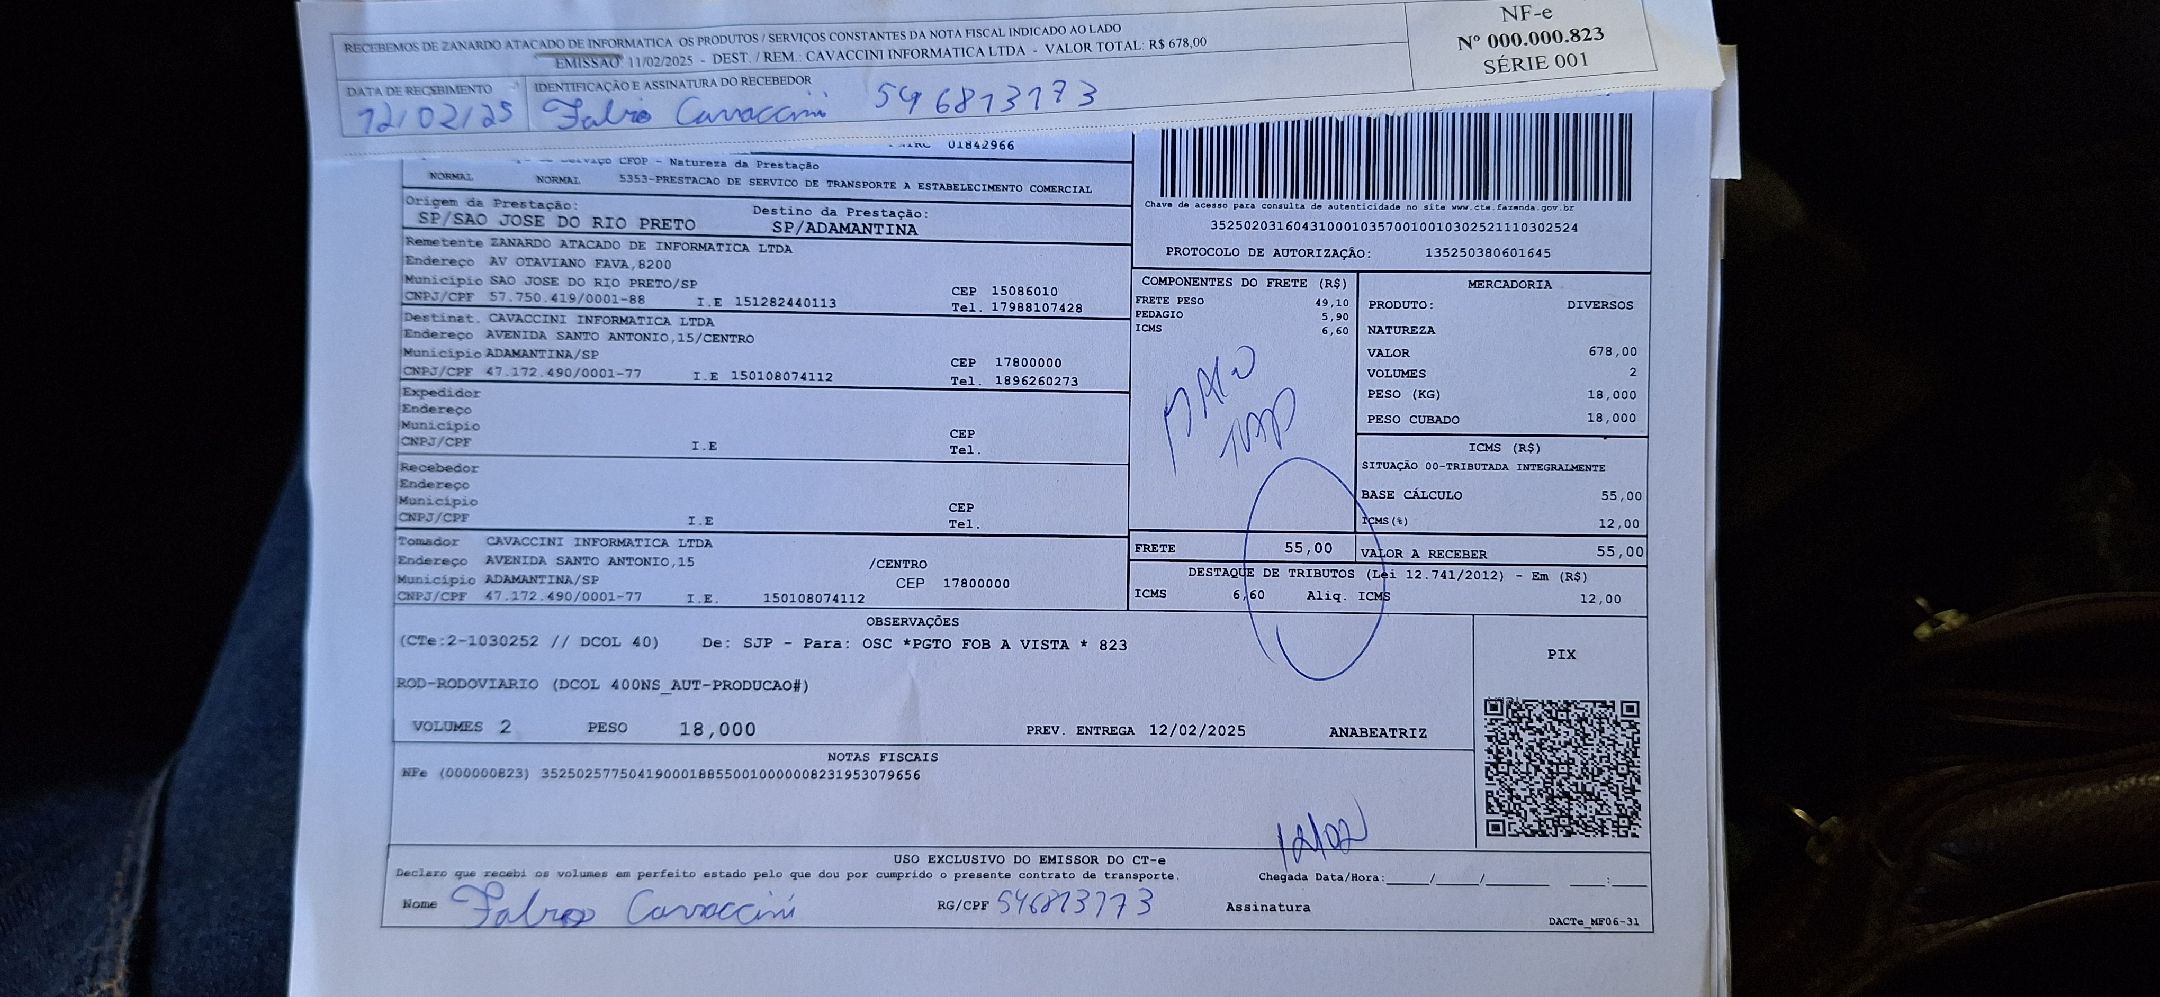 RECEBEMOS DE ZANARDO ATACADO DE INFORMATICA OS PRODUTOS / SERVIÇOS CONSTANTES DA NOTA FISCAL INDICADO AO LADO
EMISSÃO 11/02/2025 - DEST. / REM.: CAVACCINI INFORMATICA LTDA - VALOR TOTAL: R$ 678,00
NF-e
Nº 000.000.823
SÉRIE 001
DATA DE RECEBIMENTO
IDENTIFICAÇÃO E ASSINATURA DO RECEBEDOR
12/02/25 Fabio Cavaccini 546813773
01842966
CFOP - Natureza da Prestação
NORMAL NORMAL 5353-PRESTACAO DE SERVICO DE TRANSPORTE A ESTABELECIMENTO COMERCIAL
Origem da Prestação: Destino da Prestação:
SP/SAO JOSE DO RIO PRETO SP/ADAMANTINA
Remetente ZANARDO ATACADO DE INFORMATICA LTDA
Endereço AV OTAVIANO FAVA,8200
Município SAO JOSE DO RIO PRETO/SP CEP 15086010
CNPJ/CPF 57.750.419/0001-88 I.E 151282440113 Tel. 17988107428
Destinat. CAVACCINI INFORMATICA LTDA
Endereço AVENIDA SANTO ANTONIO,15/CENTRO
Município ADAMANTINA/SP CEP 17800000
CNPJ/CPF 47.172.490/0001-77 I.E 150108074112 Tel. 1896260273
Expedidor
Endereço
Município CEP
CNPJ/CPF I.E Tel.
Recebedor
Endereço
Município CEP
CNPJ/CPF I.E Tel.
Tomador CAVACCINI INFORMATICA LTDA
Endereço AVENIDA SANTO ANTONIO,15 /CENTRO
Município ADAMANTINA/SP CEP 17800000
CNPJ/CPF 47.172.490/0001-77 I.E. 150108074112
Chave de acesso para consulta de autenticidade no site www.cte.fazenda.gov.br
35250203160431000103570010010302521110302524
PROTOCOLO DE AUTORIZAÇÃO: 135250380601645
COMPONENTES DO FRETE (R$)
FRETE PESO 49,10
PEDAGIO 5,90
ICMS 6,60
MERCADORIA
PRODUTO: DIVERSOS
NATUREZA
VALOR 678,00
VOLUMES 2
PESO (KG) 18,000
PESO CUBADO 18,000
ICMS (R$)
SITUAÇÃO 00-TRIBUTADA INTEGRALMENTE
BASE CÁLCULO 55,00
ICMS(%) 12,00
FRETE 55,00 VALOR A RECEBER 55,00
DESTAQUE DE TRIBUTOS (Lei 12.741/2012) - Em (R$)
ICMS 6,60 Aliq. ICMS 12,00
OBSERVAÇÕES
(CTe:2-1030252 // DCOL 40) De: SJP - Para: OSC *PGTO FOB A VISTA * 823
ROD-RODOVIARIO (DCOL 400NS_AUT-PRODUCAO#)
VOLUMES 2 PESO 18,000 PREV. ENTREGA 12/02/2025 ANABEATRIZ
PIX
NOTAS FISCAIS
NFe (000000823) 35250257750419000188550010000008231953079656
12/02
USO EXCLUSIVO DO EMISSOR DO CT-e
Declaro que recebi os volumes em perfeito estado pelo que dou por cumprido o presente contrato de transporte. Chegada Data/Hora:____/____/______ ____:____
Nome Fabio Cavaccini RG/CPF 546813773 Assinatura
DACTe_MF06-31